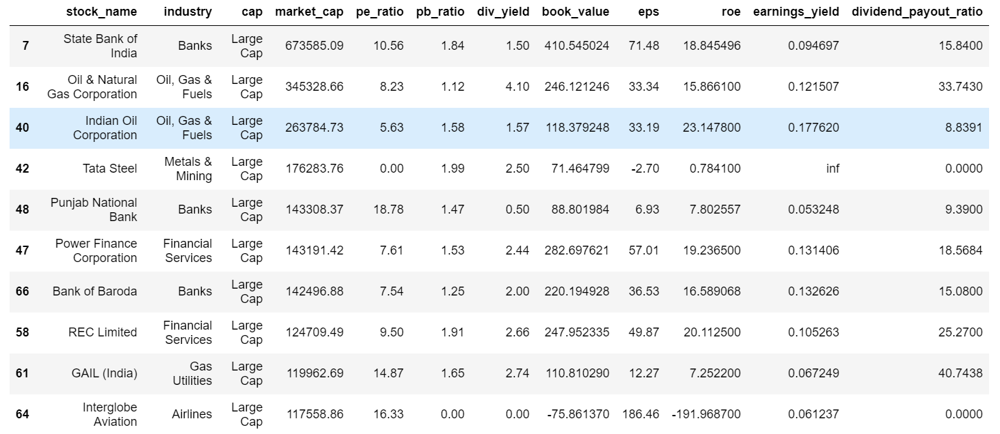 stock_name industry cap market_cap pe_ratio pb_ratio div_yield book_value eps roe earnings_yield dividend_payout_ratio
7 State Bank of India Banks Large Cap 673585.09 10.56 1.84 1.50 410.545024 71.48 18.845496 0.094697 15.8400
16 Oil & Natural Gas Corporation Oil, Gas & Fuels Large Cap 345328.66 8.23 1.12 4.10 246.121246 33.34 15.866100 0.121507 33.7430
40 Indian Oil Corporation Oil, Gas & Fuels Large Cap 263784.73 5.63 1.58 1.57 118.379248 33.19 23.147800 0.177620 8.8391
42 Tata Steel Metals & Mining Large Cap 176283.76 0.00 1.99 2.50 71.464799 -2.70 0.784100 inf 0.0000
48 Punjab National Bank Banks Large Cap 143308.37 18.78 1.47 0.50 88.801984 6.93 7.802557 0.053248 9.3900
47 Power Finance Corporation Financial Services Large Cap 143191.42 7.61 1.53 2.44 282.697621 57.01 19.236500 0.131406 18.5684
66 Bank of Baroda Banks Large Cap 142496.88 7.54 1.25 2.00 220.194928 36.53 16.589068 0.132626 15.0800
58 REC Limited Financial Services Large Cap 124709.49 9.50 1.91 2.66 247.952335 49.87 20.112500 0.105263 25.2700
61 GAIL (India) Gas Utilities Large Cap 119962.69 14.87 1.65 2.74 110.810290 12.27 7.252200 0.067249 40.7438
64 Interglobe Aviation Airlines Large Cap 117558.86 16.33 0.00 0.00 -75.861370 186.46 -191.968700 0.061237 0.0000